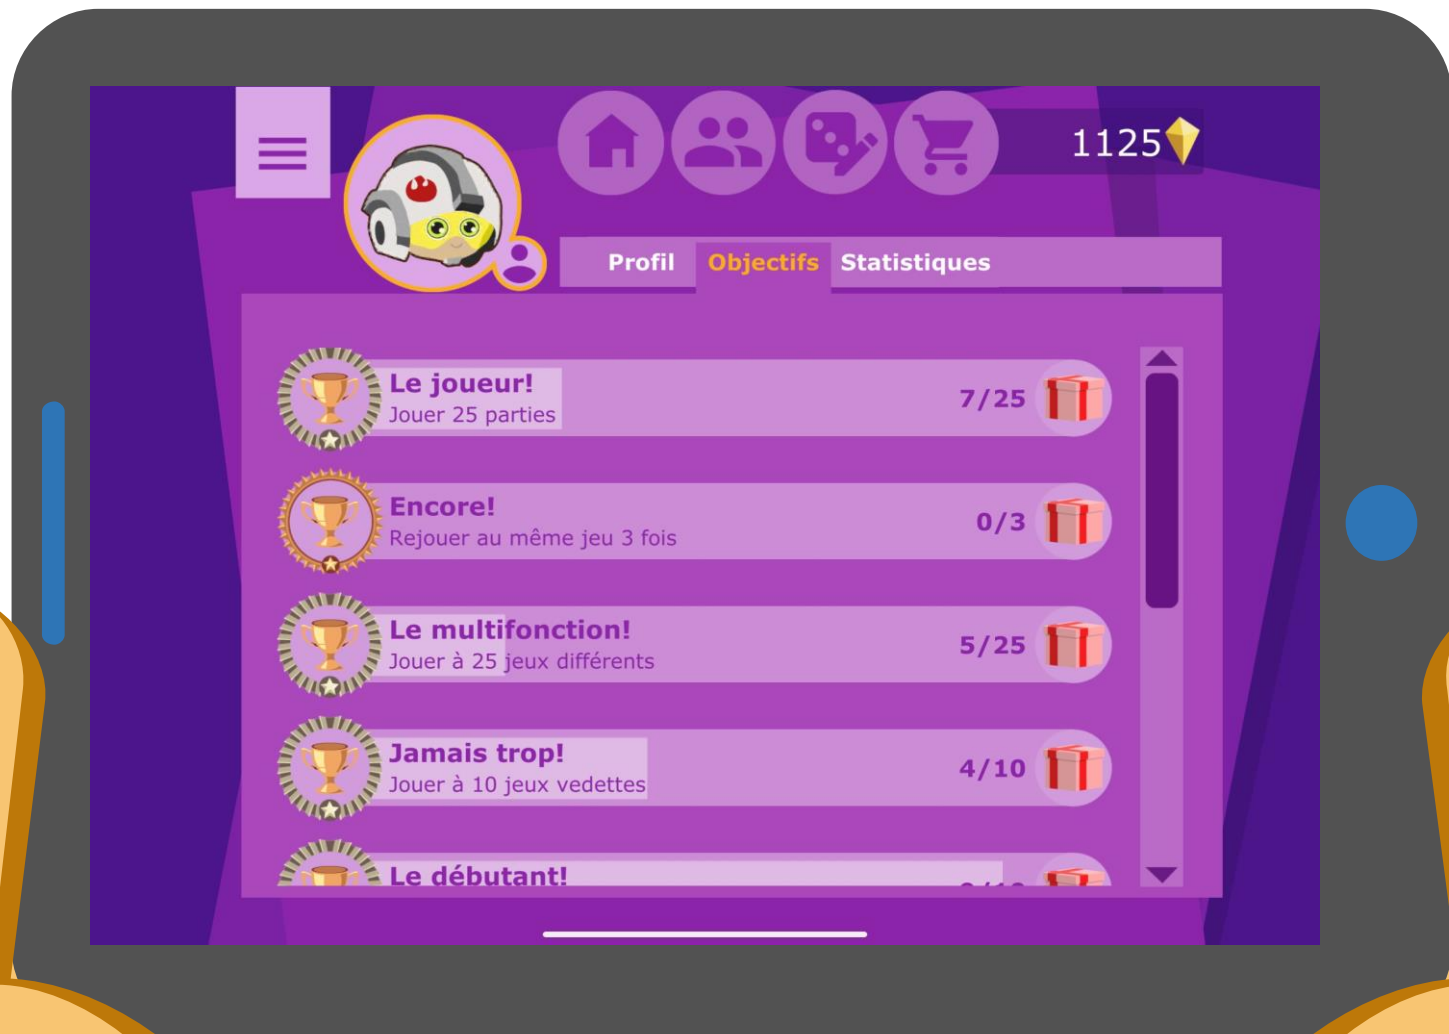 1125
Profil Objectifs Statistiques
Le joueur!
Jouer 25 parties
7/25
Encore!
Rejouer au même jeu 3 fois
0/3
Le multifonction!
Jouer à 25 jeux différents
5/25
Jamais trop!
Jouer à 10 jeux vedettes
4/10
Le débutant!